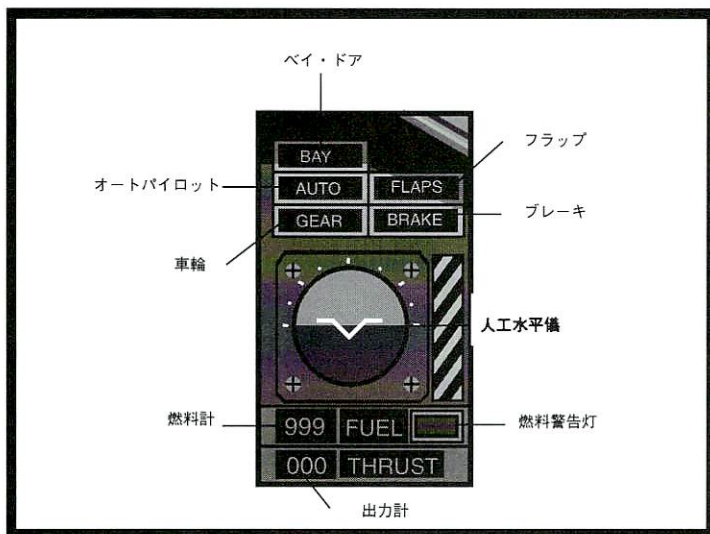 ベイ・ドア
BAY
フラップ
オートパイロット
AUTO
FLAPS
GEAR
BRAKE
ブレーキ
車輪
人工水平儀
燃料計
999
FUEL
燃料警告灯
000
THRUST
出力計